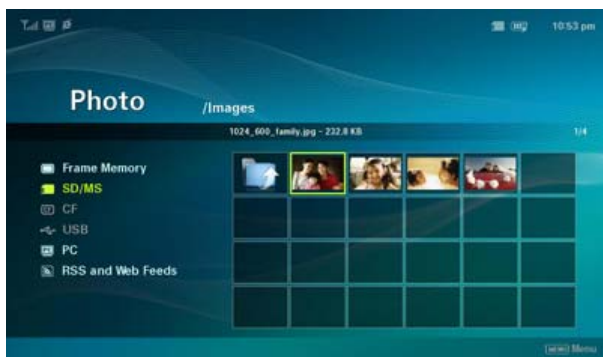 10:53 pm
Photo
/Images
1024_600_family.jpg - 232.8 KB
1/4
Frame Memory
SD/MS
CF
USB
PC
RSS and Web Feeds
Menu